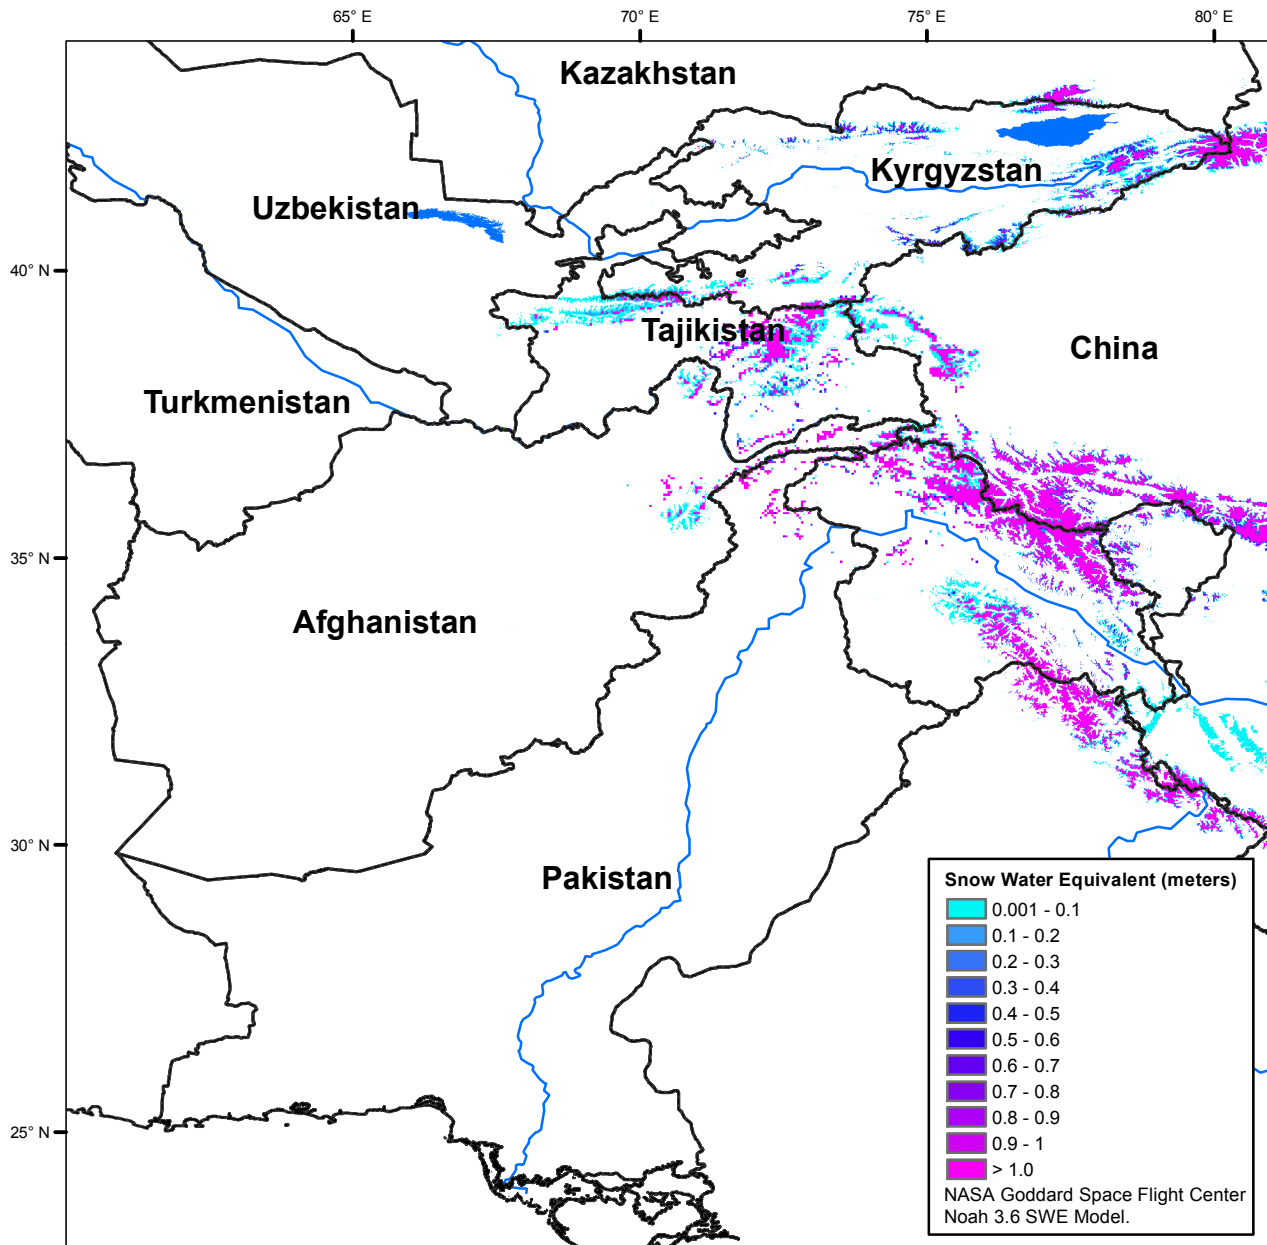 65° E
70° E
75° E
80° E
Kazakhstan
Kyrgyzstan
Uzbekistan
40° N
Tajikistan
China
Turkmenistan
35° N
Afghanistan
30° N
Pakistan
25° N
Snow Water Equivalent (meters)
0.001 - 0.1
0.1 - 0.2
0.2 - 0.3
0.3 - 0.4
0.4 - 0.5
0.5 - 0.6
0.6 - 0.7
0.7 - 0.8
0.8 - 0.9
0.9 - 1
> 1.0
NASA Goddard Space Flight Center
Noah 3.6 SWE Model.